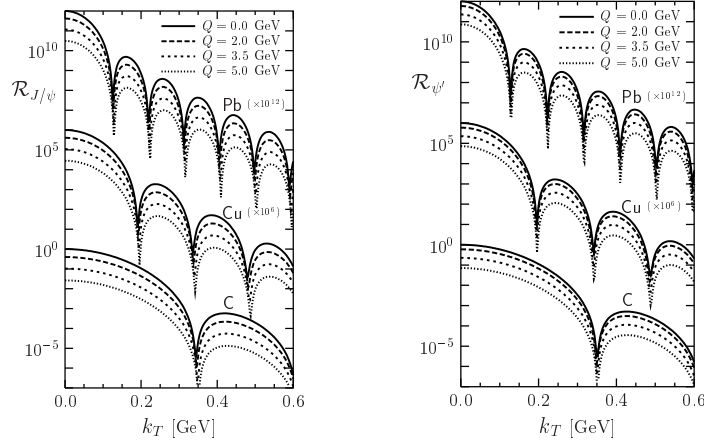 Q = 0.0 GeV
Q = 2.0 GeV
Q = 3.5 GeV
Q = 5.0 GeV
10^10
R_J/ψ
Pb (×10^12)
10^5
Cu (×10^6)
10^0
C
10^−5
0.0 0.2 0.4 0.6
k_T [GeV]
Q = 0.0 GeV
Q = 2.0 GeV
Q = 3.5 GeV
Q = 5.0 GeV
10^10
R_ψ′
Pb (×10^12)
10^5
Cu (×10^6)
10^0
C
10^−5
0.0 0.2 0.4 0.6
k_T [GeV]